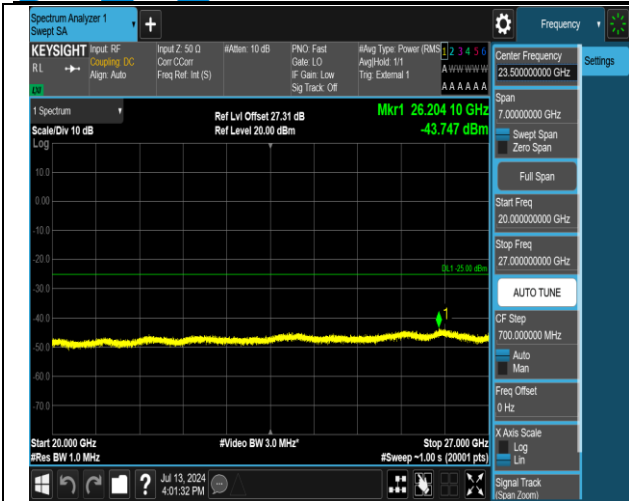 Spectrum Analyzer 1
Swept SA
Frequency
KEYSIGHT
RL
LNI
Input: RF
Coupling: DC
Align: Auto
Input Z: 50 Ω
Corr CCorr
Freq Ref: Int (S)
#Atten: 10 dB
PNO: Fast
Gate: LO
IF Gain: Low
Sig Track: Off
#Avg Type: Power (RMS
Avg|Hold: 1/1
Trig: External 1
1 2 3 4 5 6
A W W W W W
A A A A A A
Settings
Center Frequency
23.500000000 GHz
Span
7.00000000 GHz
Swept Span
Zero Span
Full Span
Start Freq
20.000000000 GHz
Stop Freq
27.000000000 GHz
AUTO TUNE
CF Step
700.000000 MHz
Auto
Man
Freq Offset
0 Hz
X Axis Scale
Log
Lin
Signal Track
(Span Zoom)
1 Spectrum
Scale/Div 10 dB
Log
Ref Lvl Offset 27.31 dB
Ref Level 20.00 dBm
Mkr1 26.204 10 GHz
-43.747 dBm
10.0
0.00
-10.0
-20.0
DL1 -25.00 dBm
-30.0
-40.0
1
-50.0
-60.0
-70.0
Start 20.000 GHz
#Res BW 1.0 MHz
#Video BW 3.0 MHz*
Stop 27.000 GHz
#Sweep ~1.00 s (20001 pts)
Jul 13, 2024
4:01:32 PM